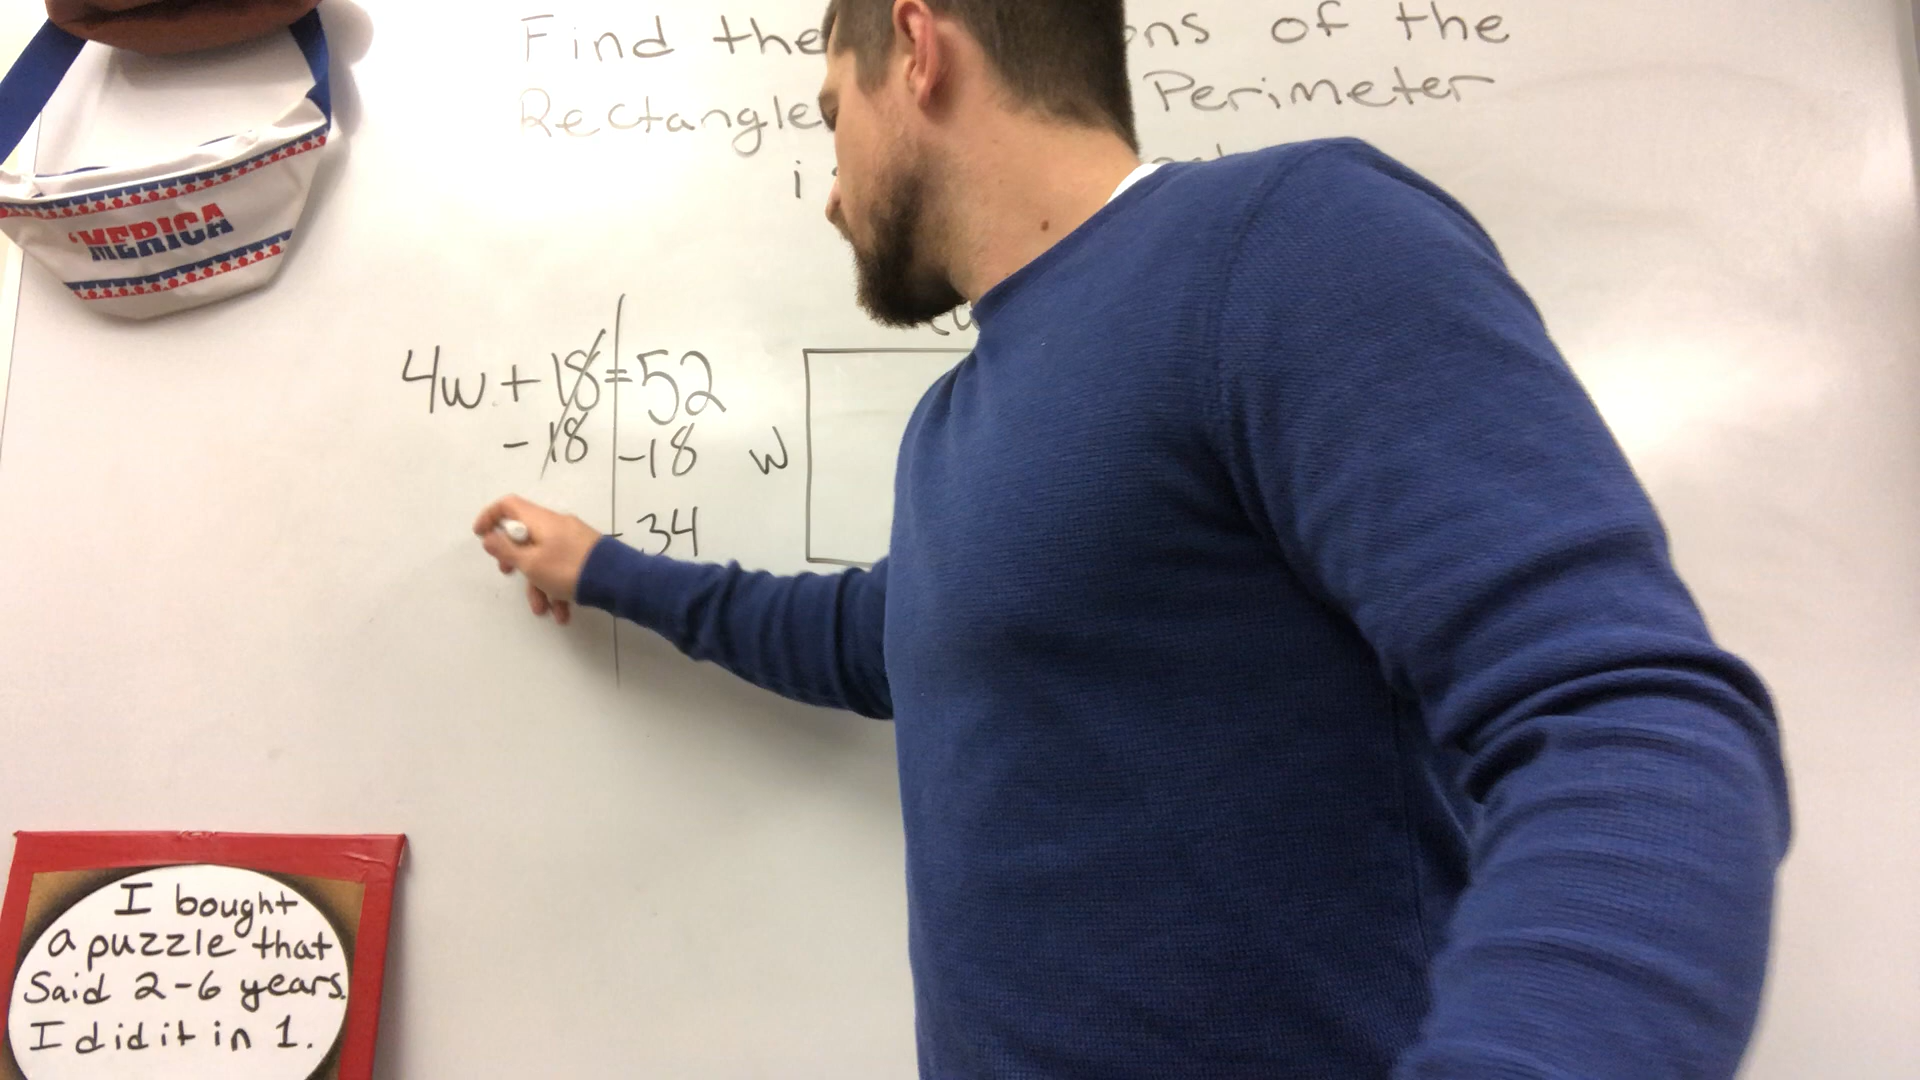 Find the of the
Rectangle Perimeter
i
'MERICA
4w + 18 = 52
- 18 -18
34
w
I bought
a puzzle that
Said 2-6 years.
I did it in 1.